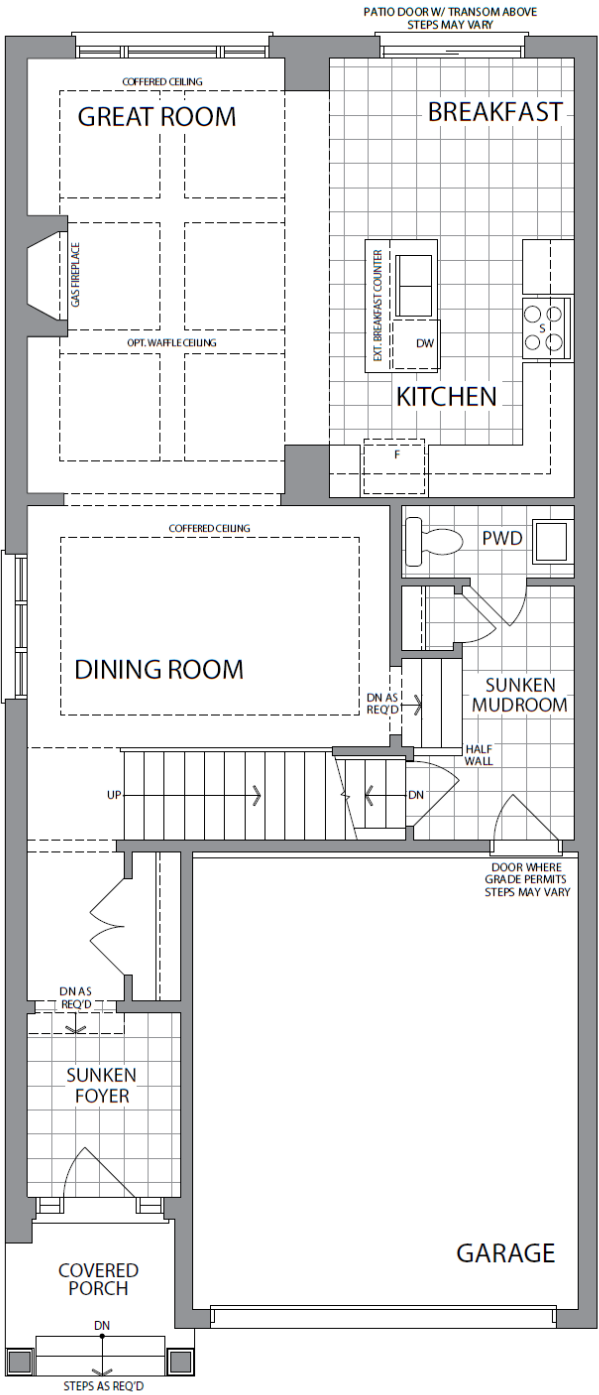 PATIO DOOR W/ TRANSOM ABOVE
STEPS MAY VARY
COFFERED CEILING
GREAT ROOM
BREAKFAST
GAS FIREPLACE
EXT. BREAKFAST COUNTER
S
OPT. WAFFLE CEILING
DW
KITCHEN
F
COFFERED CEILING
PWD
DINING ROOM
SUNKEN
MUDROOM
DN AS
REQ'D
HALF
WALL
UP
DN
DOOR WHERE
GRADE PERMITS
STEPS MAY VARY
DN AS
REQ'D
SUNKEN
FOYER
GARAGE
COVERED
PORCH
DN
STEPS AS REQ'D